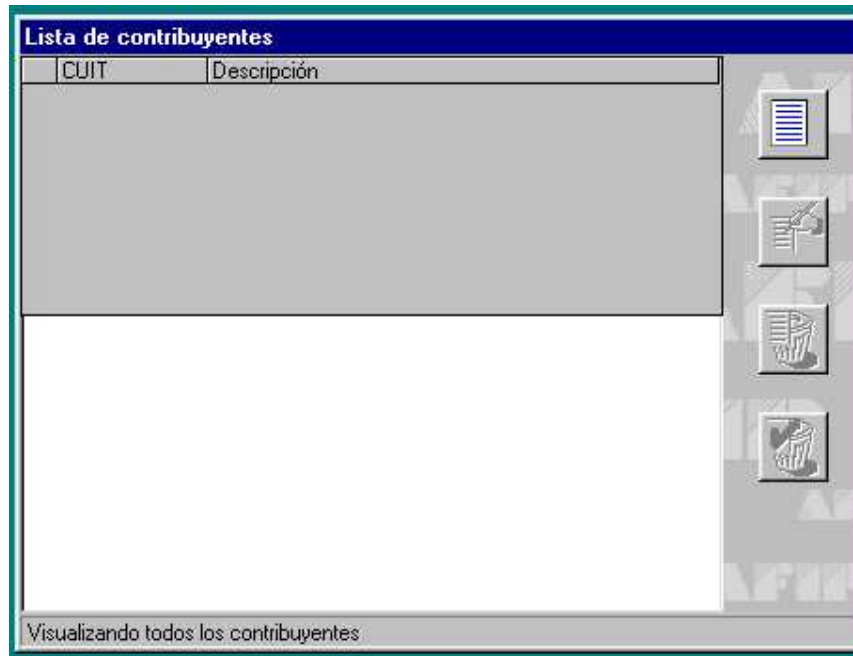 Lista de contribuyentes
CUIT Descripción
Visualizando todos los contribuyentes